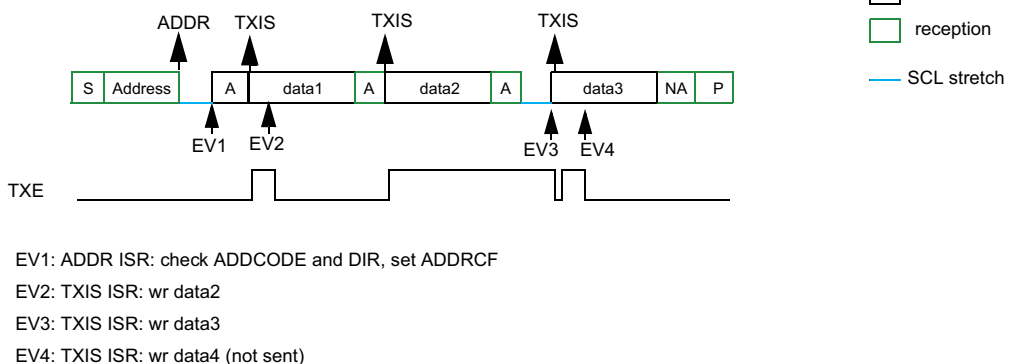 ADDR TXIS TXIS TXIS
reception
SCL stretch
S Address A data1 A data2 A data3 NA P
EV1 EV2 EV3 EV4
TXE
EV1: ADDR ISR: check ADDCODE and DIR, set ADDRCF
EV2: TXIS ISR: wr data2
EV3: TXIS ISR: wr data3
EV4: TXIS ISR: wr data4 (not sent)